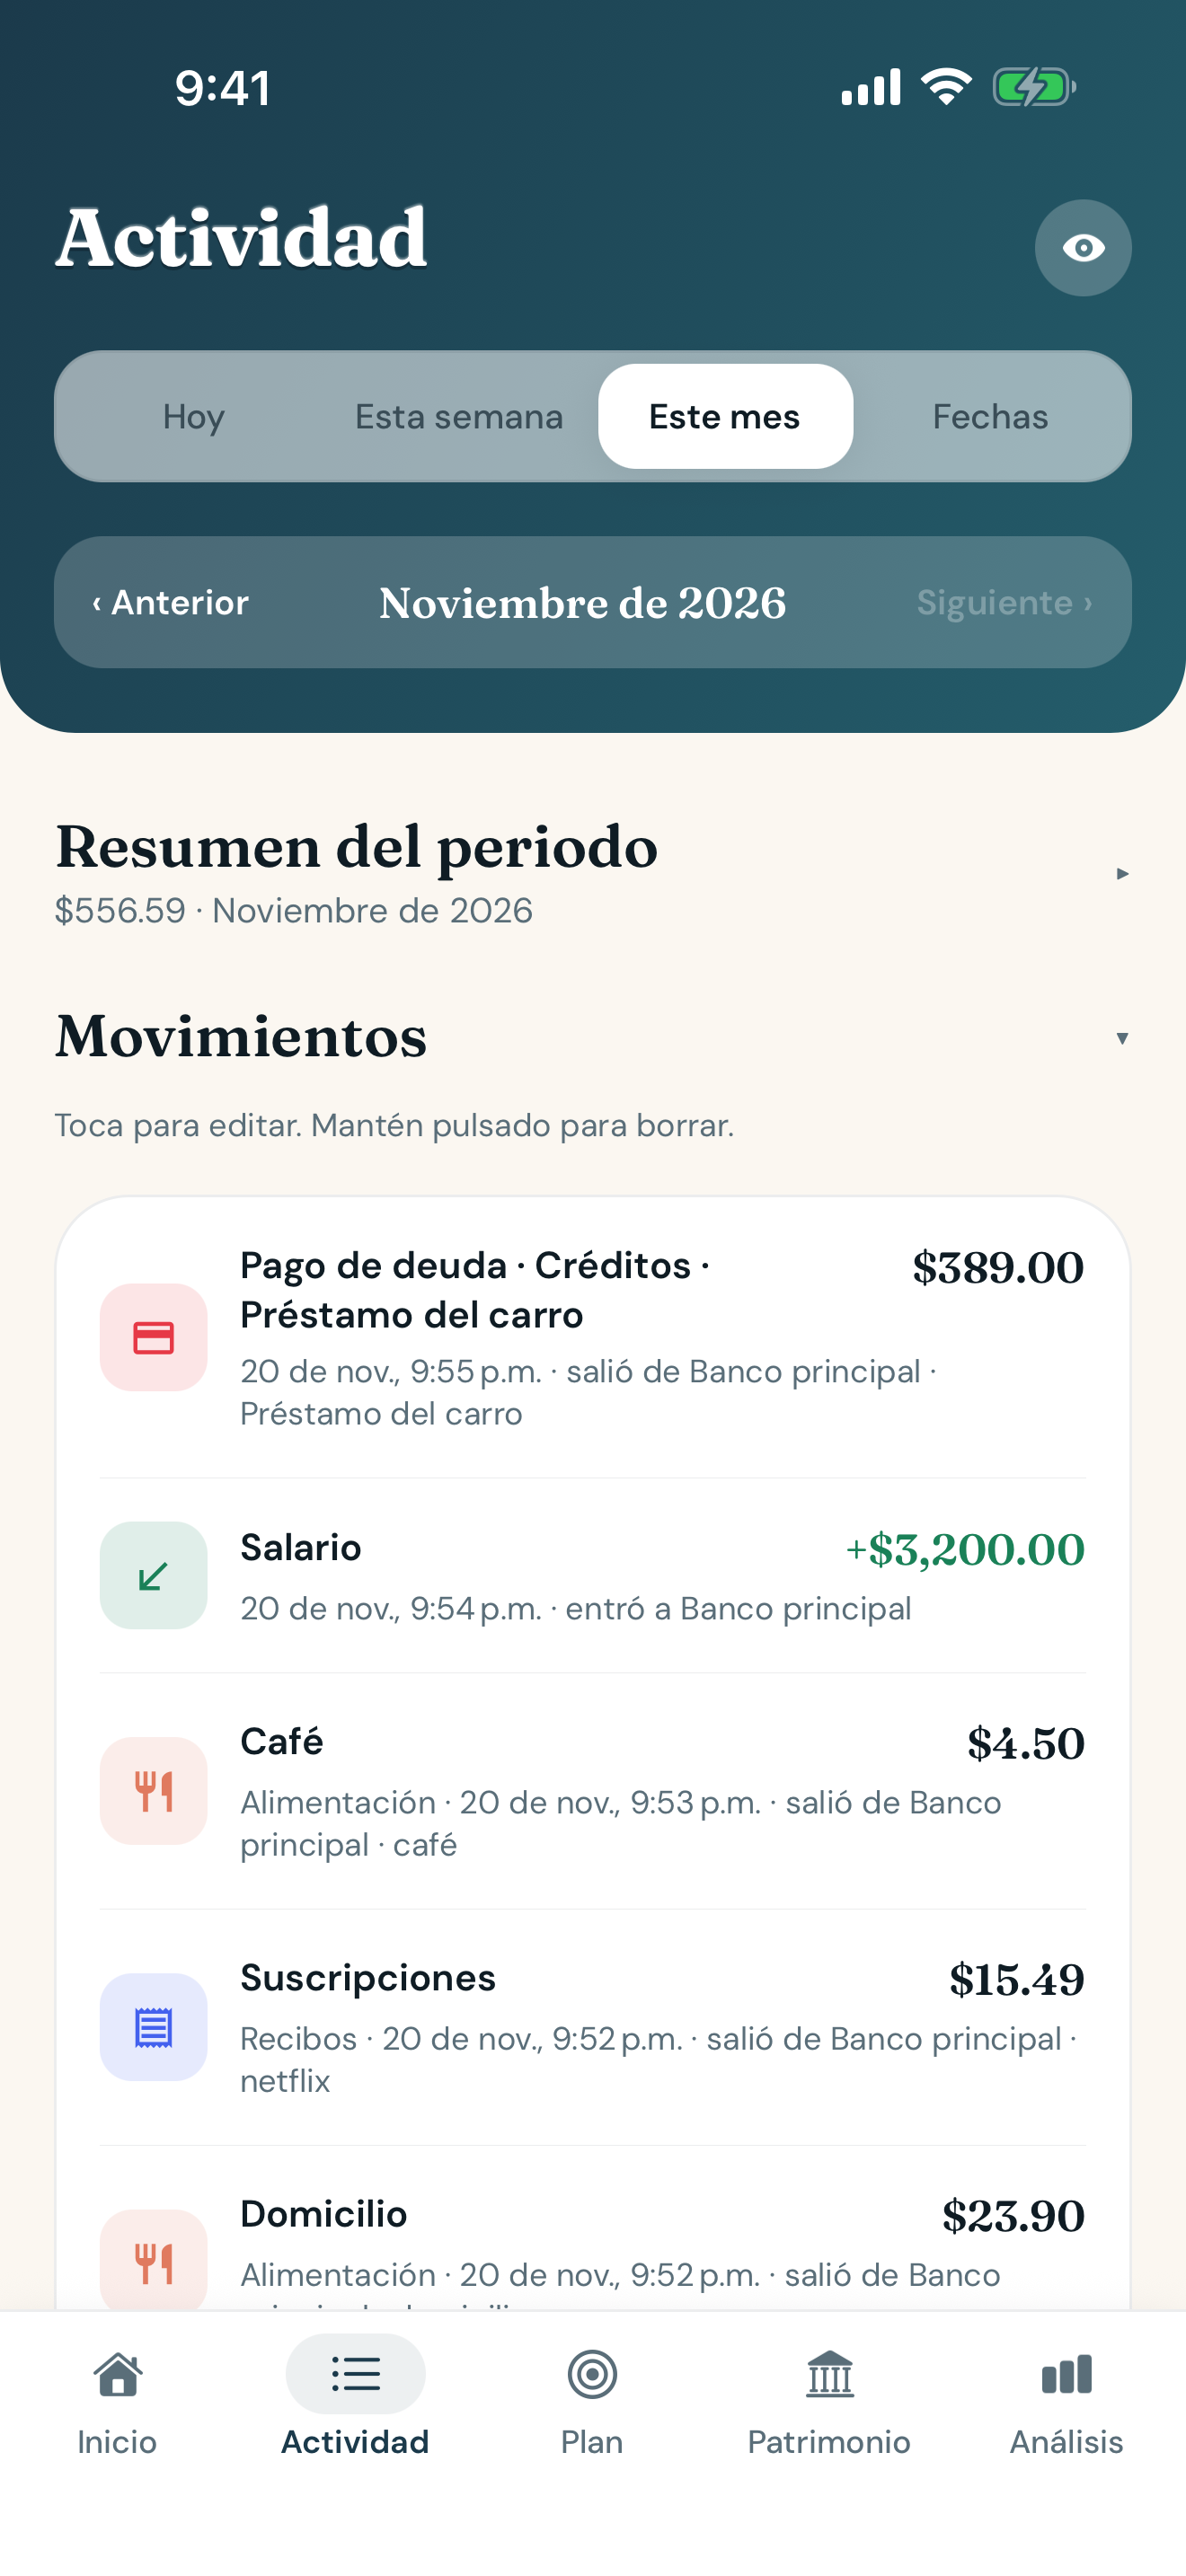 9:41
Actividad
Hoy
Esta semana
Este mes
Fechas
‹ Anterior
Noviembre de 2026
Siguiente ›
Resumen del periodo
$556.59 · Noviembre de 2026
Movimientos
Toca para editar. Mantén pulsado para borrar.
Pago de deuda · Créditos ·
Préstamo del carro
$389.00
20 de nov., 9:55 p.m. · salió de Banco principal ·
Préstamo del carro
Salario
+$3,200.00
20 de nov., 9:54 p.m. · entró a Banco principal
Café
$4.50
Alimentación · 20 de nov., 9:53 p.m. · salió de Banco
principal · café
Suscripciones
$15.49
Recibos · 20 de nov., 9:52 p.m. · salió de Banco principal ·
netflix
Domicilio
$23.90
Alimentación · 20 de nov., 9:52 p.m. · salió de Banco
Inicio
Actividad
Plan
Patrimonio
Análisis